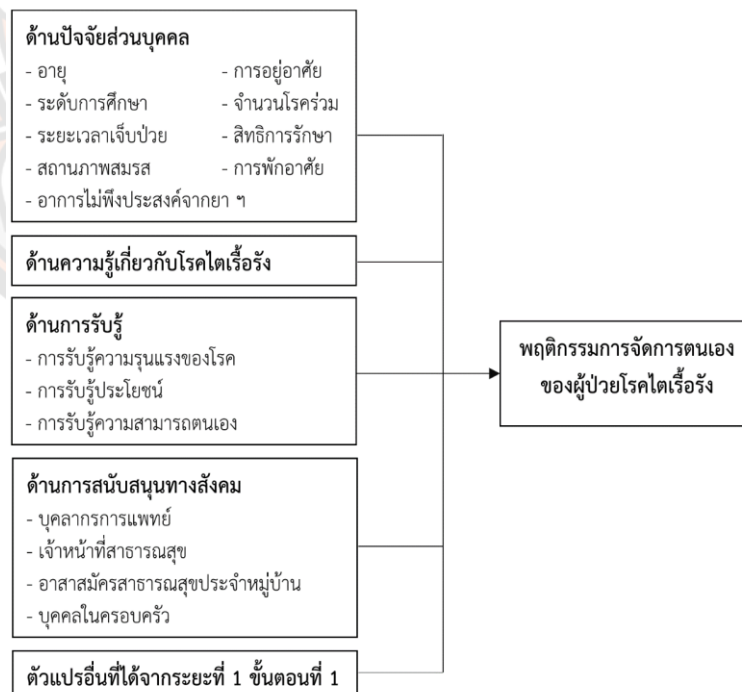 ด้านปัจจัยส่วนบุคคล
- อายุ - การอยู่อาศัย
- ระดับการศึกษา - จำนวนโรคร่วม
- ระยะเวลาเจ็บป่วย - สิทธิการรักษา
- สถานภาพสมรส - การพักอาศัย
- อาการไม่พึงประสงค์จากยา ฯ
ด้านความรู้เกี่ยวกับโรคไตเรื้อรัง
ด้านการรับรู้
- การรับรู้ความรุนแรงของโรค
- การรับรู้ประโยชน์
- การรับรู้ความสามารถตนเอง
ด้านการสนับสนุนทางสังคม
- บุคลากรการแพทย์
- เจ้าหน้าที่สาธารณสุข
- อาสาสมัครสาธารณสุขประจำหมู่บ้าน
- บุคคลในครอบครัว
ตัวแปรอื่นที่ได้จากระยะที่ 1 ขั้นตอนที่ 1
พฤติกรรมการจัดการตนเอง
ของผู้ป่วยโรคไตเรื้อรัง